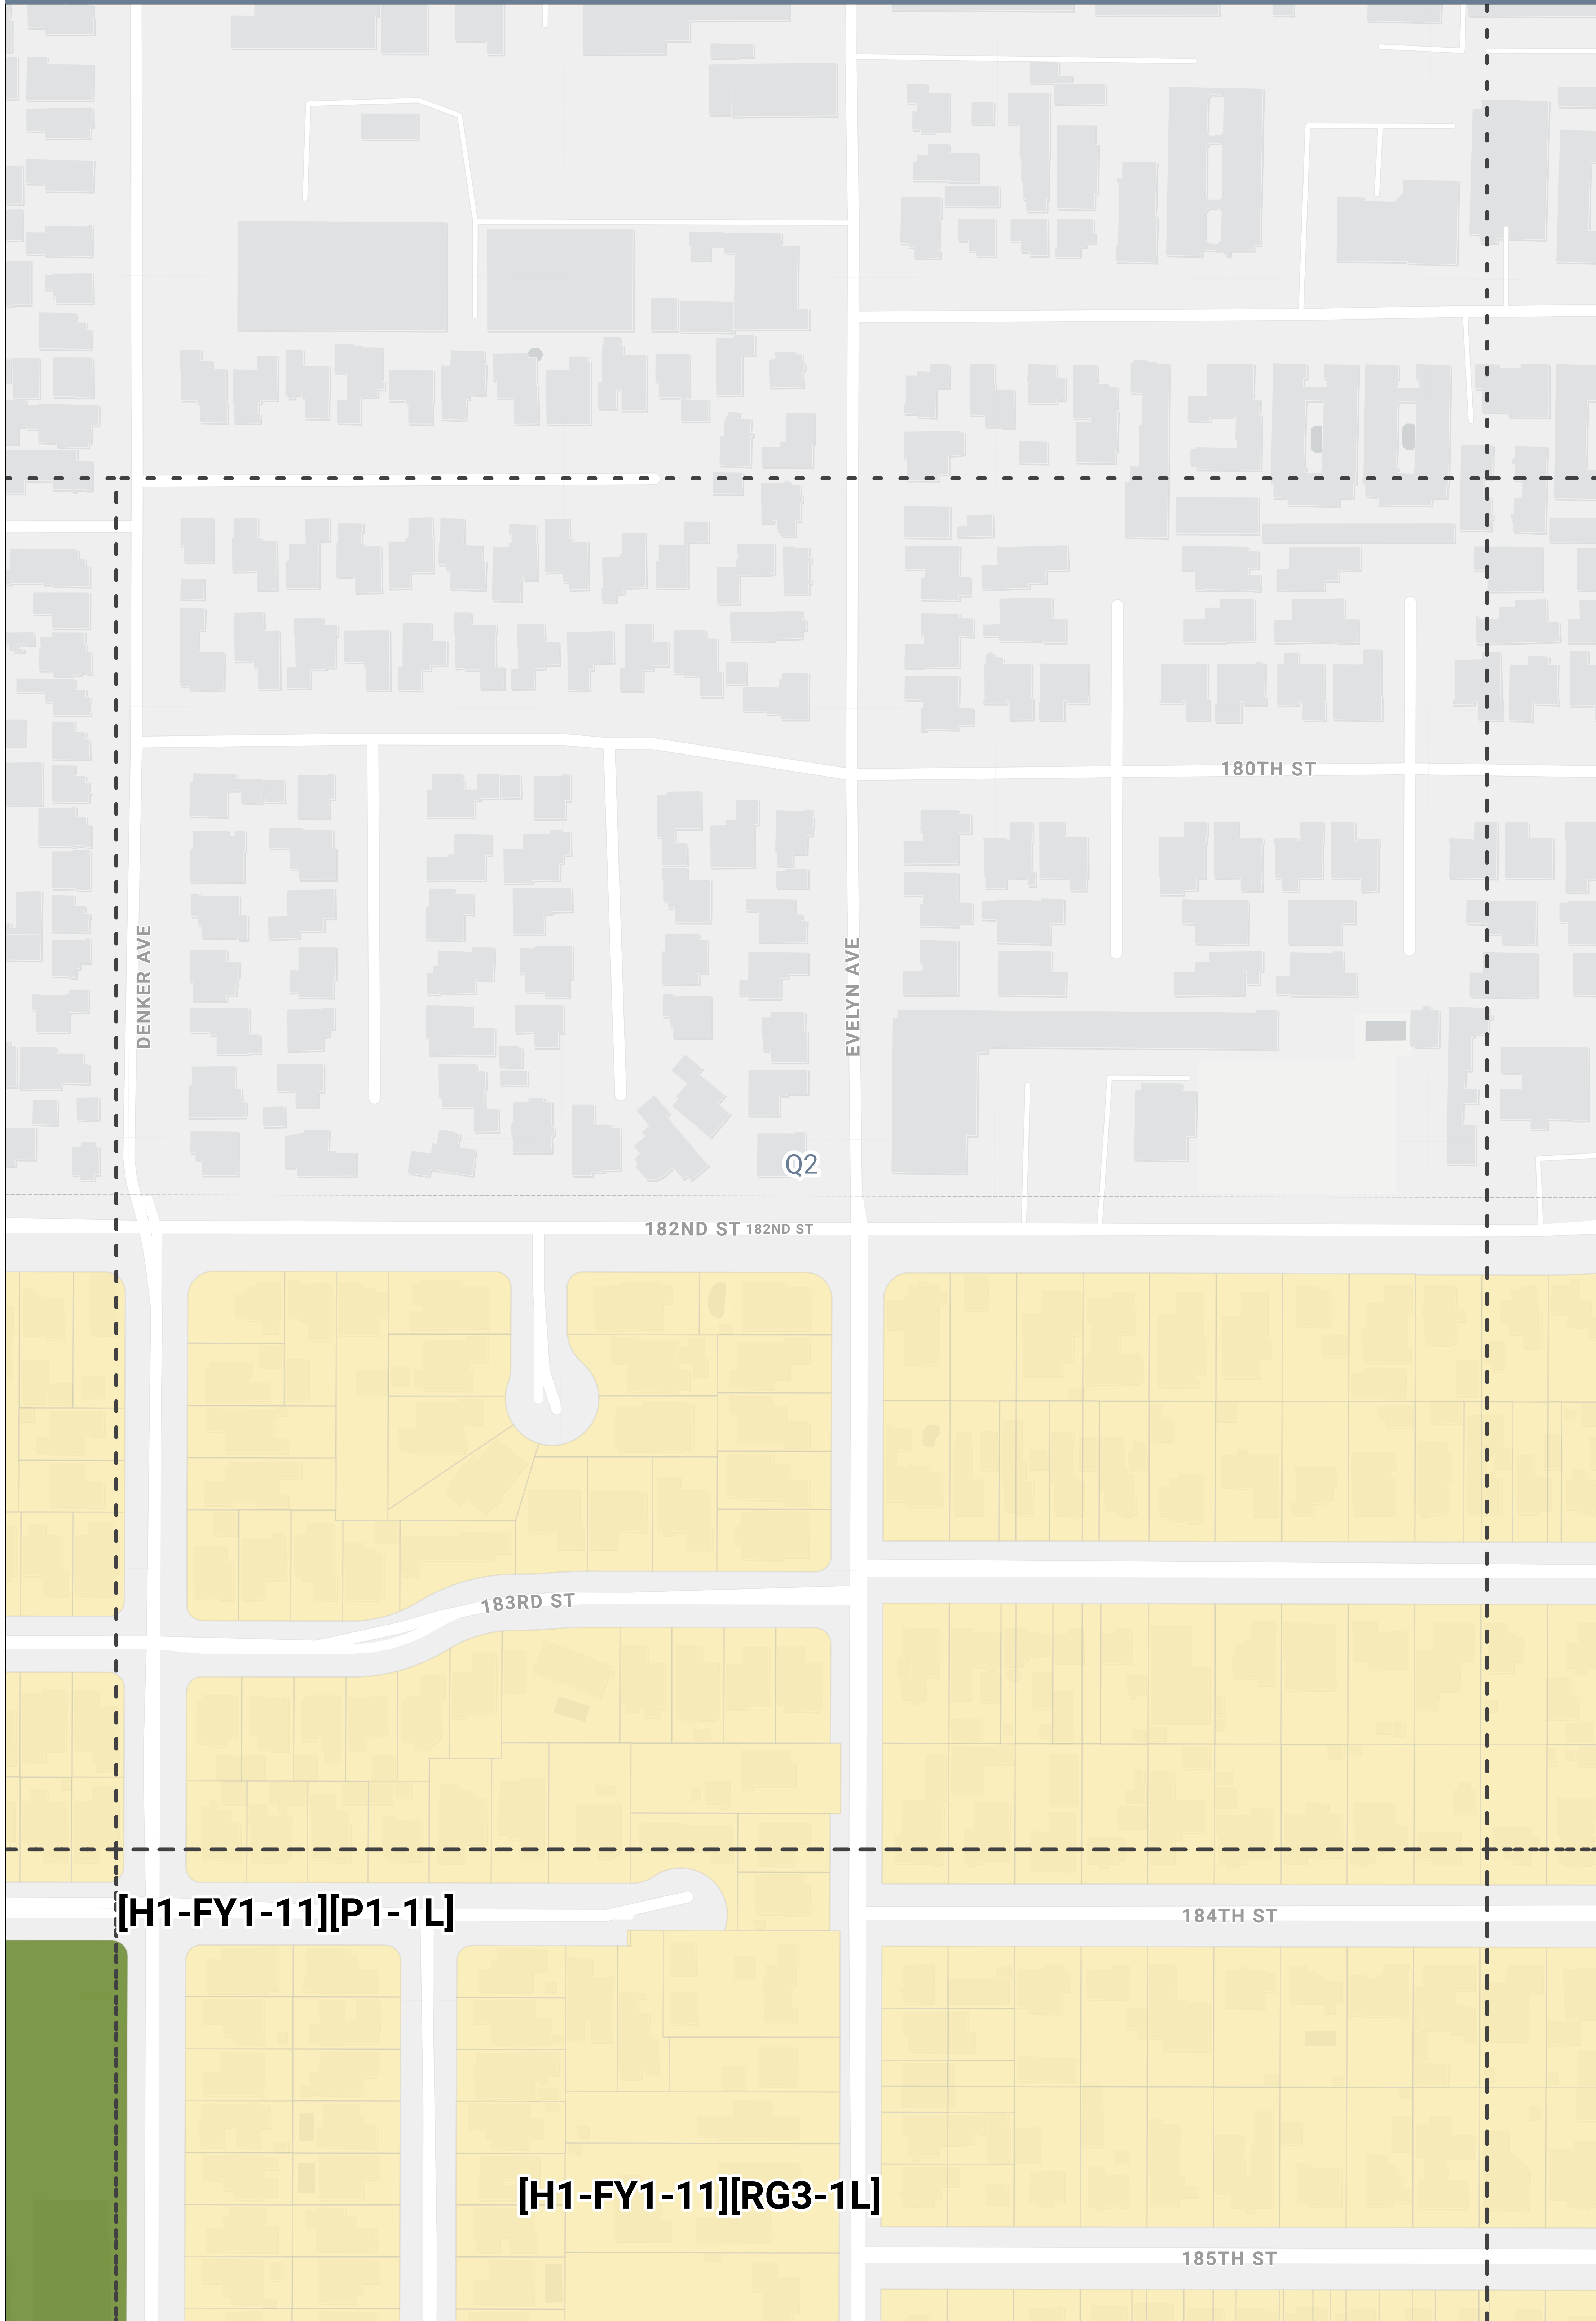 180TH ST
DENKER AVE
EVELYN AVE
Q2
182ND ST 182ND ST
183RD ST
[H1-FY1-11][P1-1L]
184TH ST
[H1-FY1-11][RG3-1L]
185TH ST